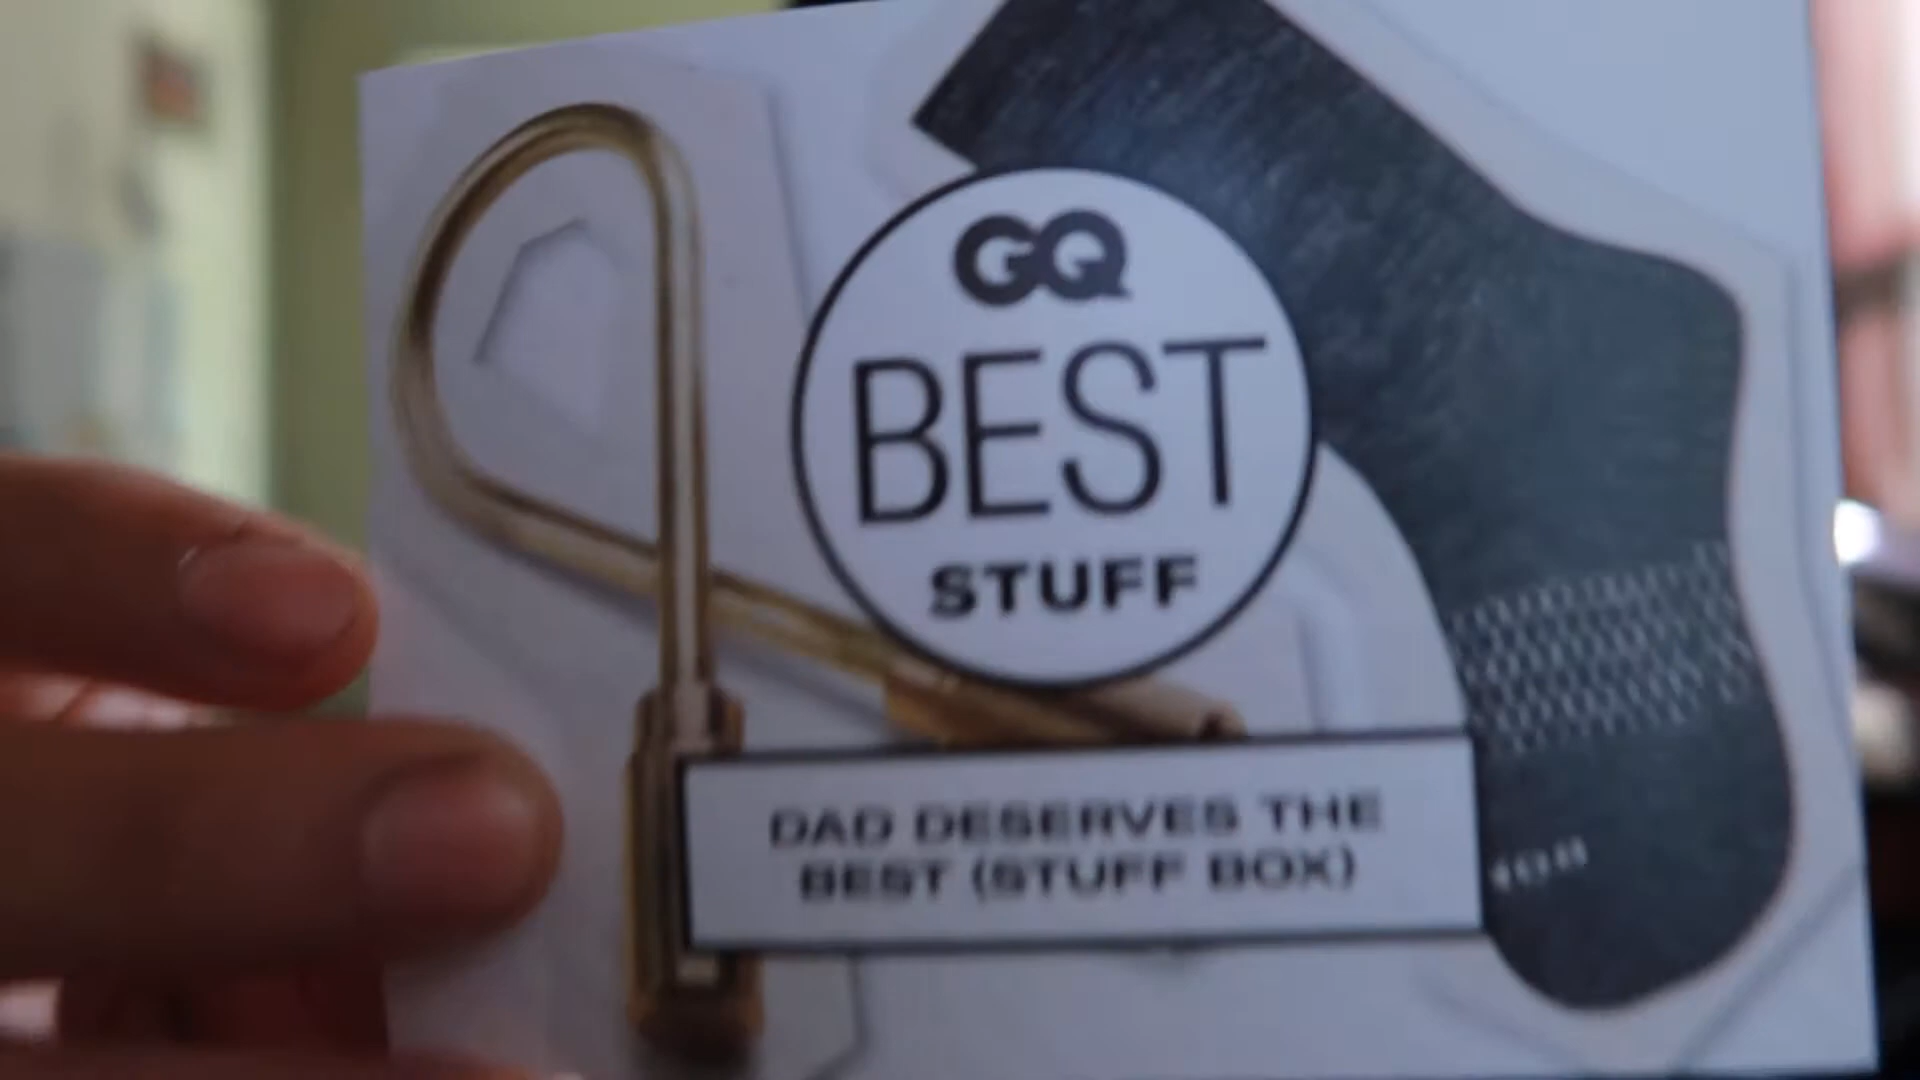 GQ
BEST
STUFF
DAD DESERVES THE
BEST (STUFF BOX)